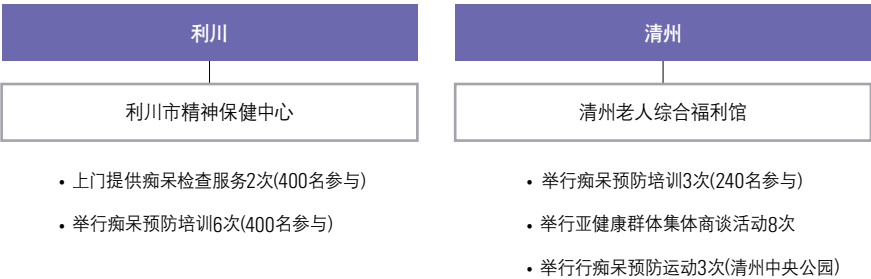 利川
利川市精神保健中心
• 上门提供痴呆检查服务2次(400名参与)
• 举行痴呆预防培训6次(400名参与)
清州
清州老人综合福利馆
• 举行痴呆预防培训3次(240名参与)
• 举行亚健康群体集体商谈活动8次
• 举行行痴呆预防运动3次(清州中央公园)